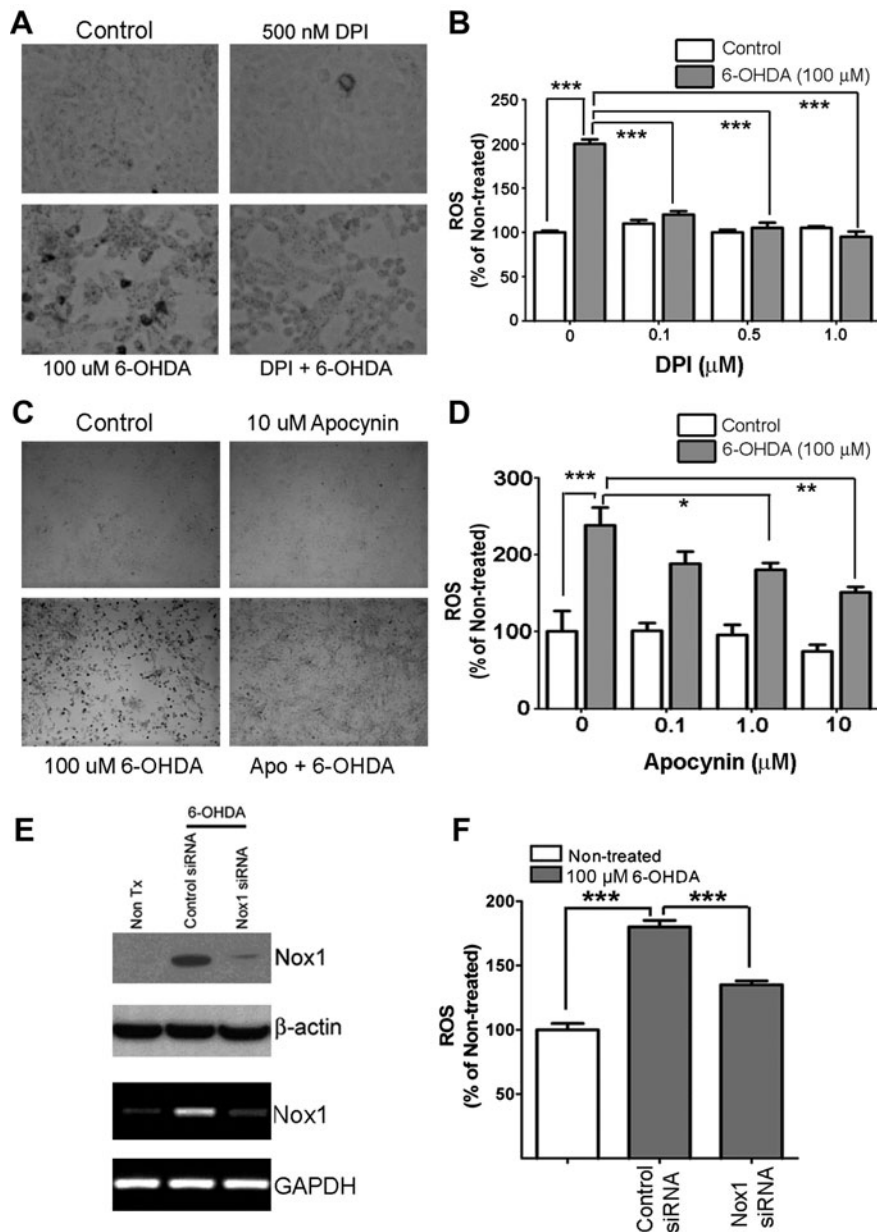 A
Control
500 nM DPI
100 uM 6-OHDA
DPI + 6-OHDA
B
Control
6-OHDA (100 μM)
***
***
***
***
ROS
(% of Non-treated)
250
200
150
100
50
0
0
0.1
0.5
1.0
DPI (μM)
C
Control
10 uM Apocynin
100 uM 6-OHDA
Apo + 6-OHDA
D
Control
6-OHDA (100 μM)
***
*
**
ROS
(% of Non-treated)
300
200
100
0
0
0.1
1.0
10
Apocynin (μM)
E
6-OHDA
Non Tx
Control siRNA
Nox1 siRNA
Nox1
β-actin
Nox1
GAPDH
F
Non-treated
100 μM 6-OHDA
***
***
ROS
(% of Non-treated)
200
150
100
50
Control
siRNA
Nox1
siRNA